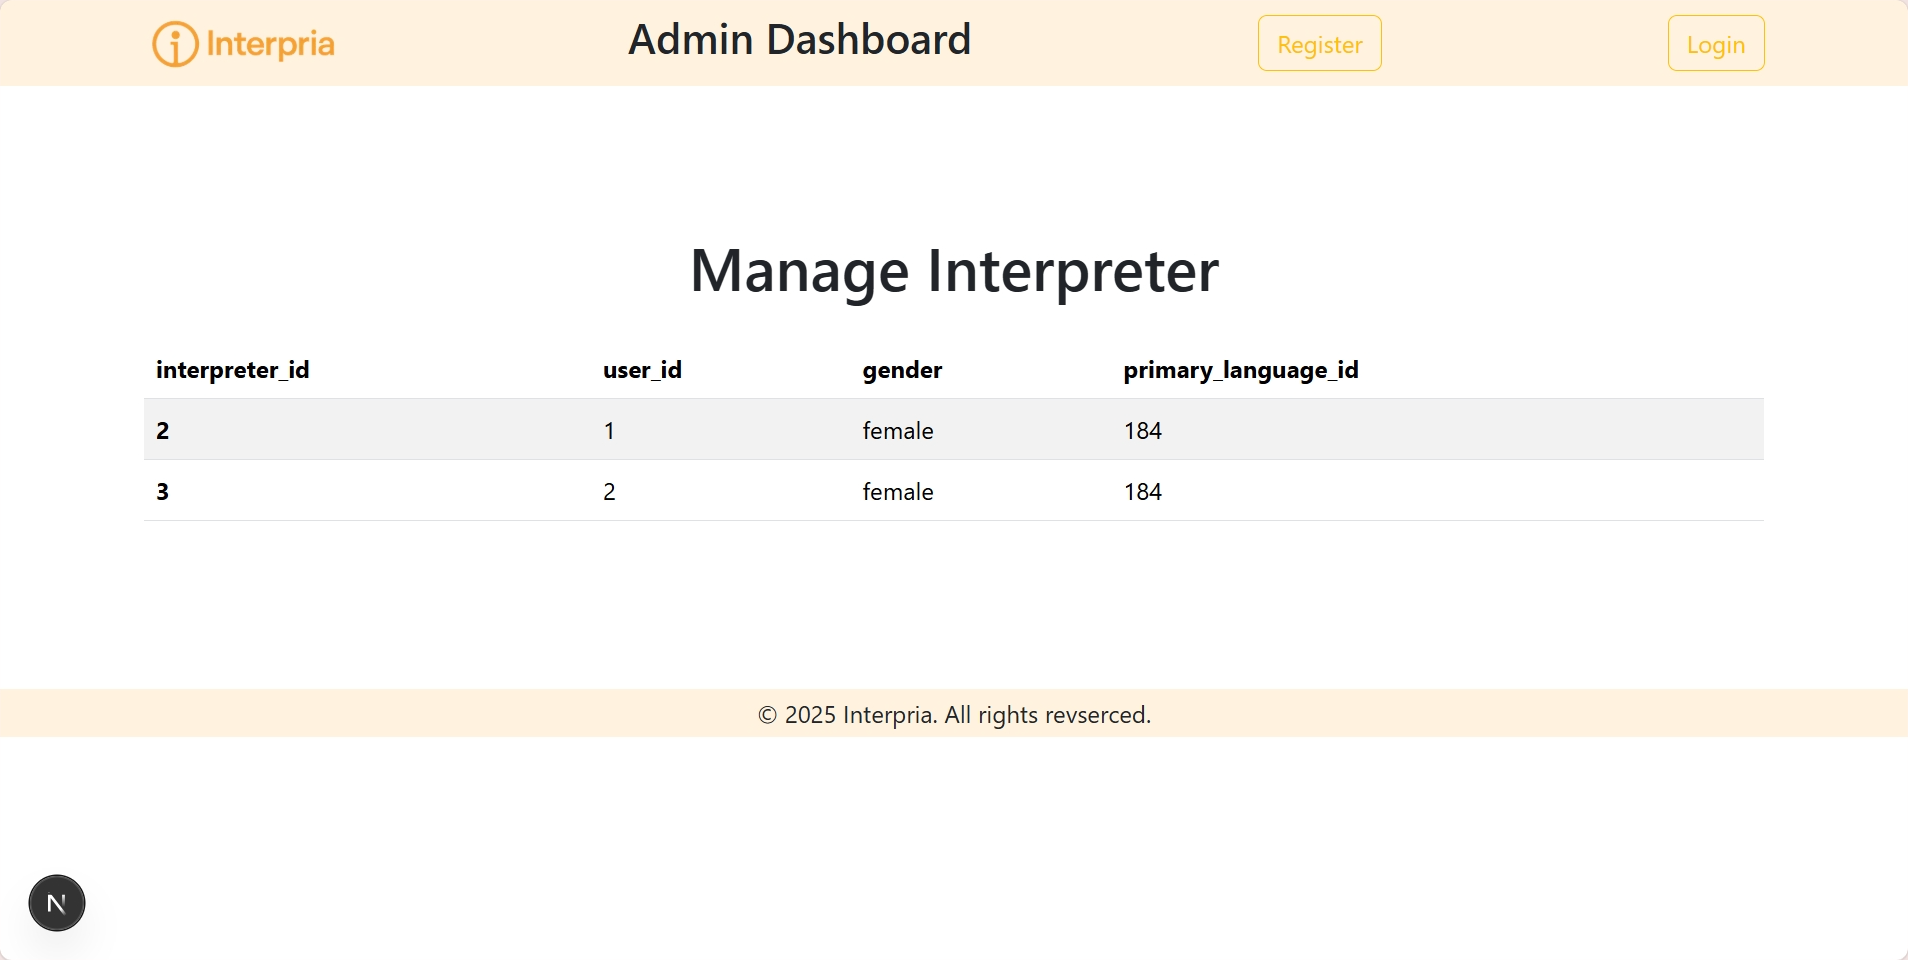 Interpria
Admin Dashboard
Register
Login
Manage Interpreter
interpreter_id user_id gender primary_language_id
2 1 female 184
3 2 female 184
© 2025 Interpria. All rights revserced.
N